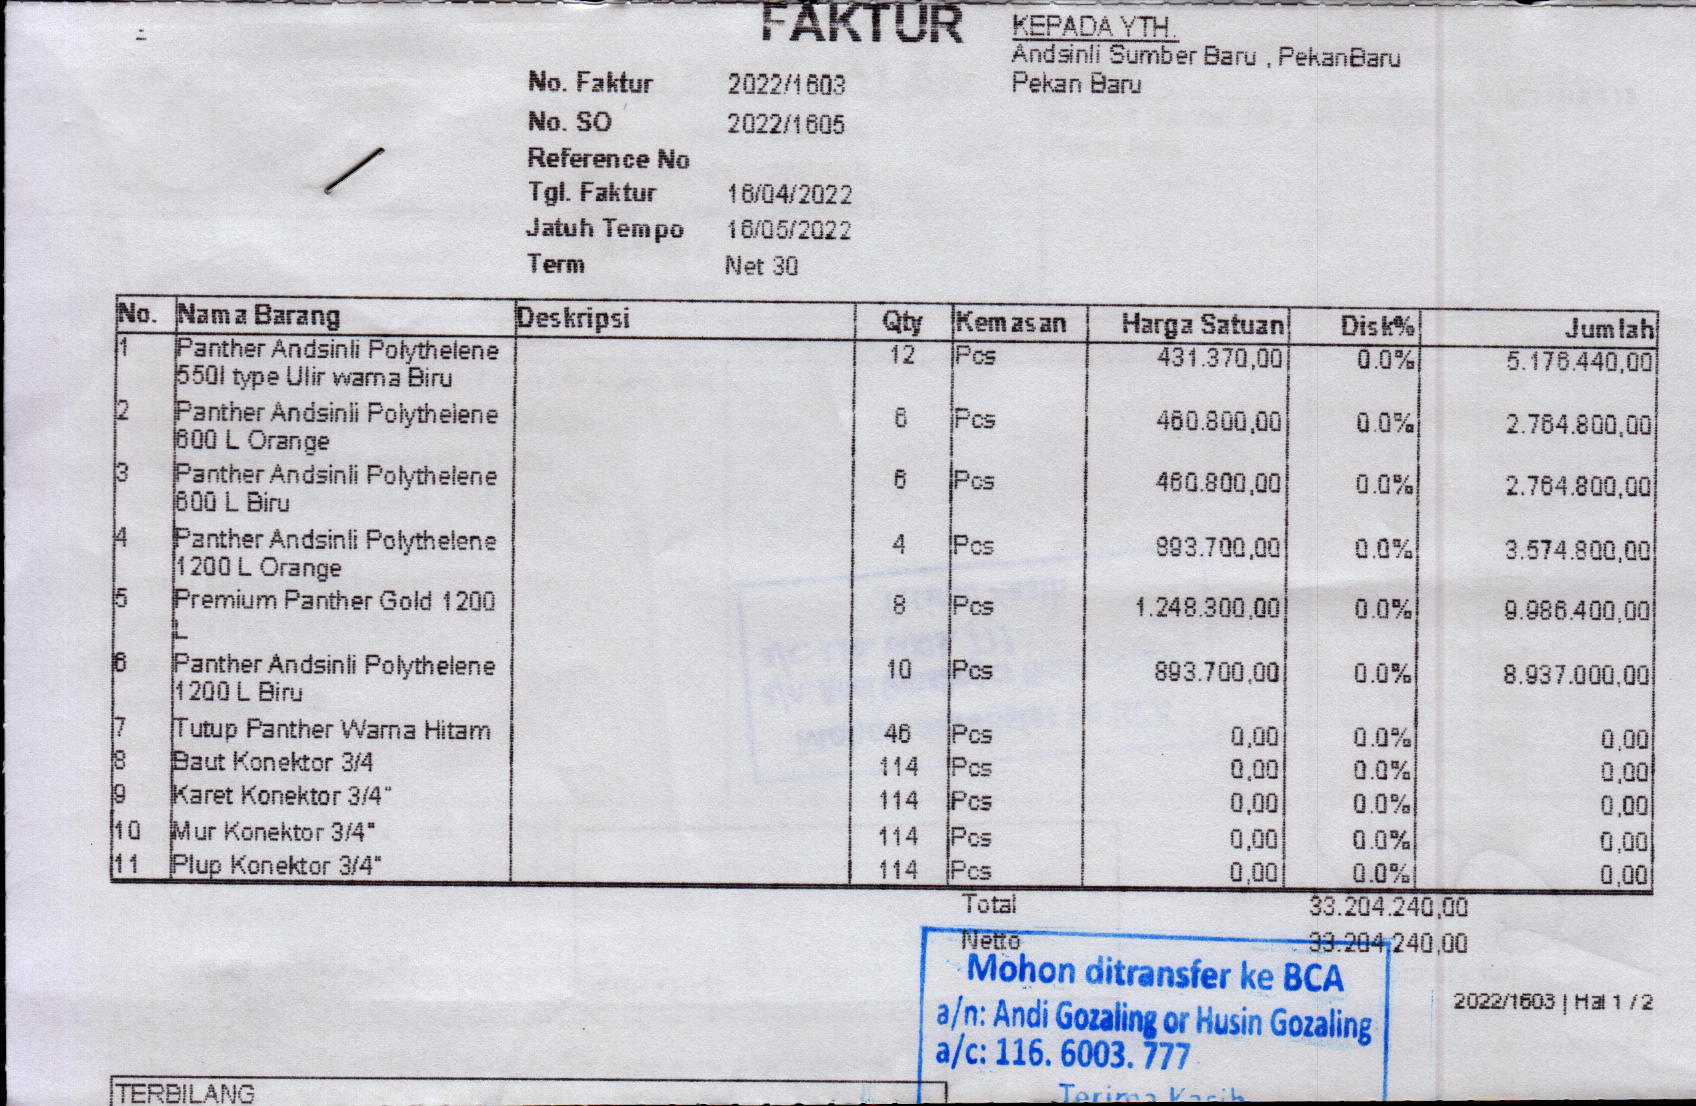 FAKTUR
KEPADA YTH.
Andsinli Sumber Baru , PekanBaru
Pekan Baru
No. Faktur 2022/1603
No. SO 2022/1605
Reference No
Tgl. Faktur 16/04/2022
Jatuh Tempo 16/05/2022
Term Net 30
No. Nama Barang Deskripsi Qty Kemasan Harga Satuan Disk% Jumlah
1 Panther Andsinli Polythelene 12 Pcs 431.370,00 0.0% 5.176.440,00
550l type Ulir warna Biru
2 Panther Andsinli Polythelene 6 Pcs 460.800,00 0.0% 2.764.800,00
600 L Orange
3 Panther Andsinli Polythelene 6 Pcs 460.800,00 0.0% 2.764.800,00
600 L Biru
4 Panther Andsinli Polythelene 4 Pcs 893.700,00 0.0% 3.574.800,00
1200 L Orange
5 Premium Panther Gold 1200 8 Pcs 1.248.300,00 0.0% 9.986.400,00
L
6 Panther Andsinli Polythelene 10 Pcs 893.700,00 0.0% 8.937.000,00
1200 L Biru
7 Tutup Panther Warna Hitam 46 Pcs 0,00 0.0% 0,00
8 Baut Konektor 3/4 114 Pcs 0,00 0.0% 0,00
9 Karet Konektor 3/4" 114 Pcs 0,00 0.0% 0,00
10 Mur Konektor 3/4" 114 Pcs 0,00 0.0% 0,00
11 Plup Konektor 3/4" 114 Pcs 0,00 0.0% 0,00
Total 33.204.240,00
Netto 33.204.240,00
Mohon ditransfer ke BCA
a/n: Andi Gozaling or Husin Gozaling
a/c: 116. 6003. 777
Terima Kasih
2022/1603 | Hal 1 / 2
TERBILANG